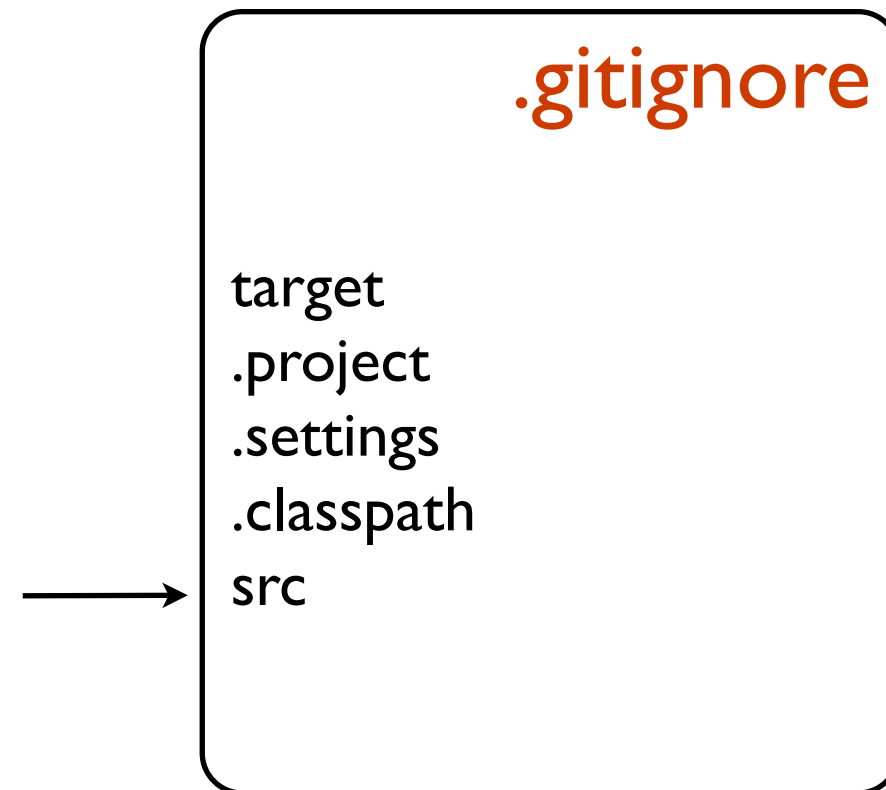 .gitignore
target
.project
.settings
.classpath
src